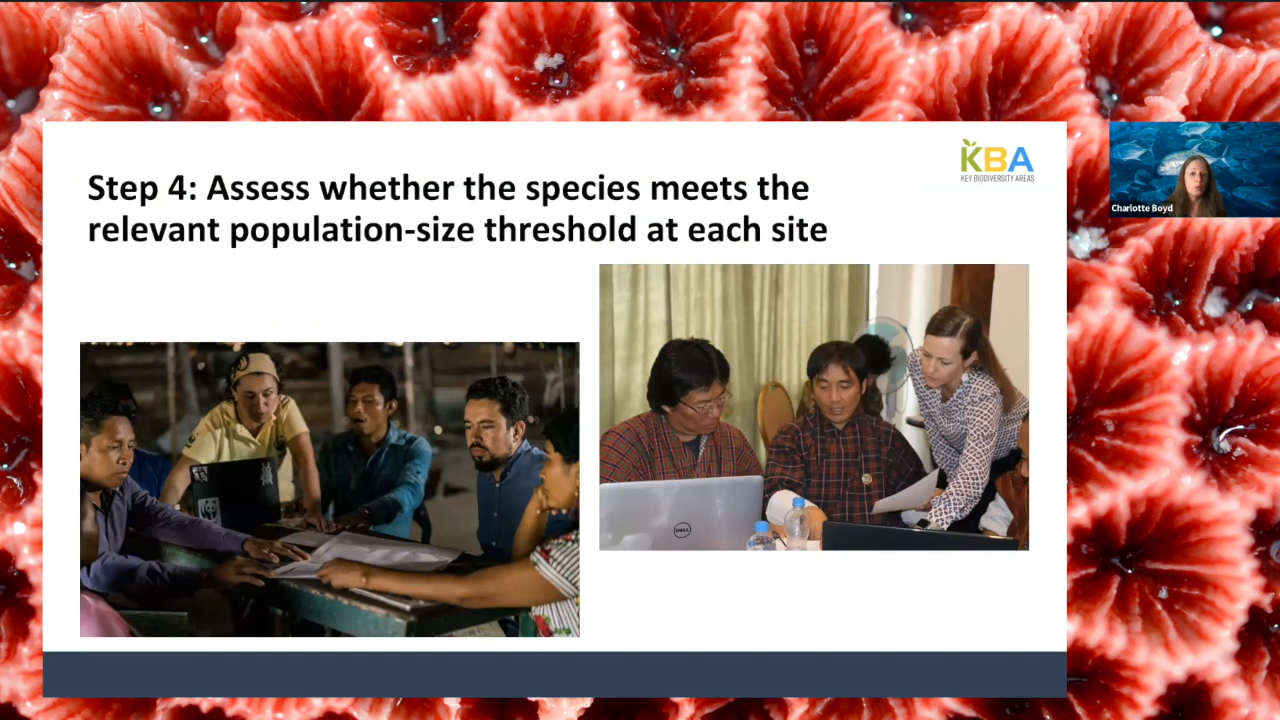 Step 4: Assess whether the species meets the
relevant population-size threshold at each site
KBA
KEY BIODIVERSITY AREAS
Charlotte Boyd
DELL